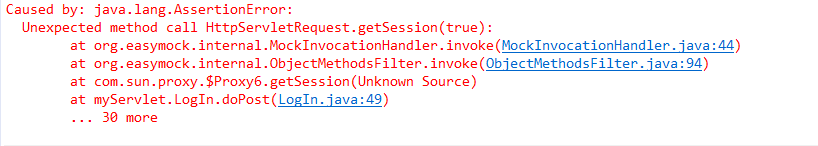 Caused by: java.lang.AssertionError:
Unexpected method call HttpServletRequest.getSession(true):
at org.easymock.internal.MockInvocationHandler.invoke(MockInvocationHandler.java:44)
at org.easymock.internal.ObjectMethodsFilter.invoke(ObjectMethodsFilter.java:94)
at com.sun.proxy.$Proxy6.getSession(Unknown Source)
at myServlet.LogIn.doPost(LogIn.java:49)
... 30 more